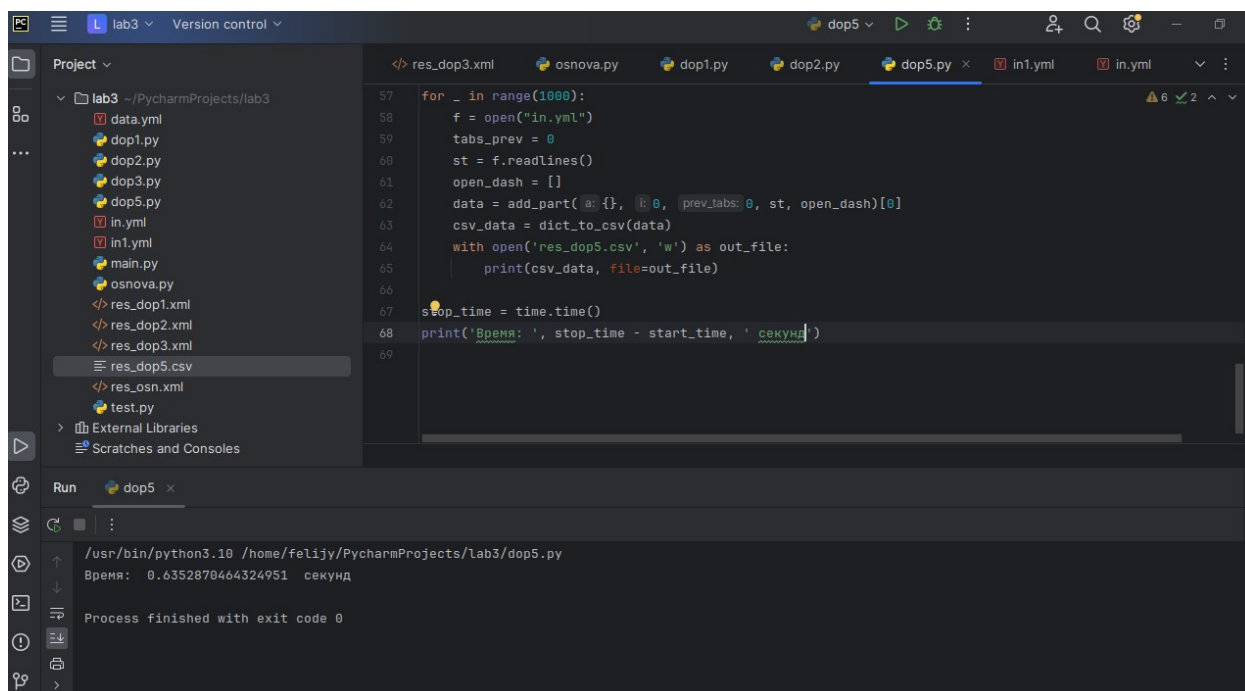 PC L lab3 Version control dop5
Project
lab3 ~/PycharmProjects/lab3
data.yml
dop1.py
dop2.py
dop3.py
dop5.py
in.yml
in1.yml
main.py
osnova.py
res_dop1.xml
res_dop2.xml
res_dop3.xml
res_dop5.csv
res_osn.xml
test.py
External Libraries
Scratches and Consoles
res_dop3.xml osnova.py dop1.py dop2.py dop5.py in1.yml in.yml
6 2
57 for _ in range(1000):
58 f = open("in.yml")
59 tabs_prev = 0
60 st = f.readlines()
61 open_dash = []
62 data = add_part( a: {}, i: 0, prev_tabs: 0, st, open_dash)[0]
63 csv_data = dict_to_csv(data)
64 with open('res_dop5.csv', 'w') as out_file:
65 print(csv_data, file=out_file)
66
67 stop_time = time.time()
68 print('Время: ', stop_time - start_time, ' секунд')
69
Run dop5
/usr/bin/python3.10 /home/felijy/PycharmProjects/lab3/dop5.py
Время:  0.6352870464324951  секунд
Process finished with exit code 0